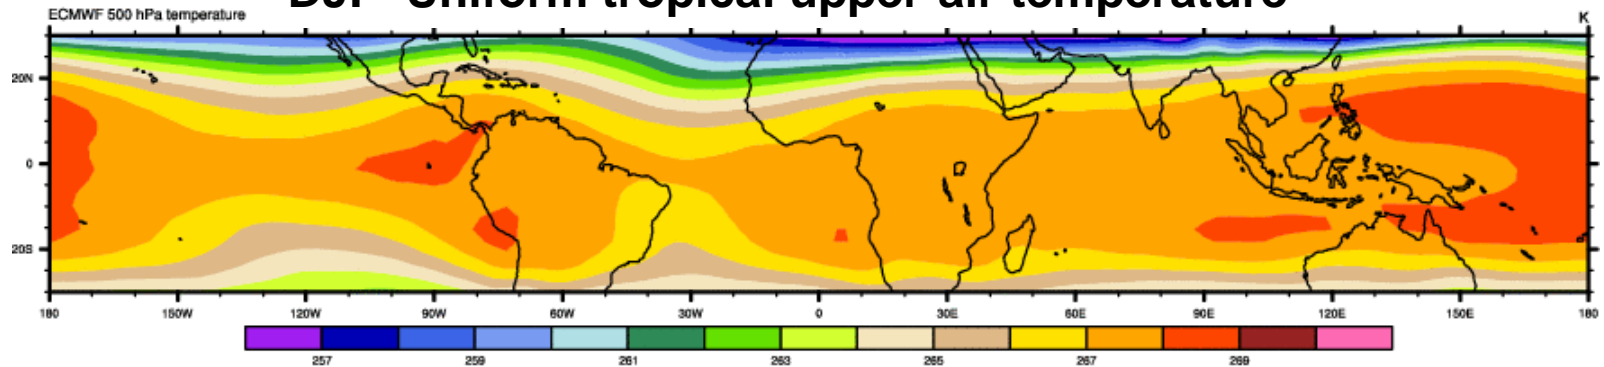 Uniform tropical upper air temperature
ECMWF 500 hPa temperature
K
20N
0
20S
180 150W 120W 90W 60W 30W 0 30E 60E 90E 120E 150E 180
257 259 261 263 265 267 269